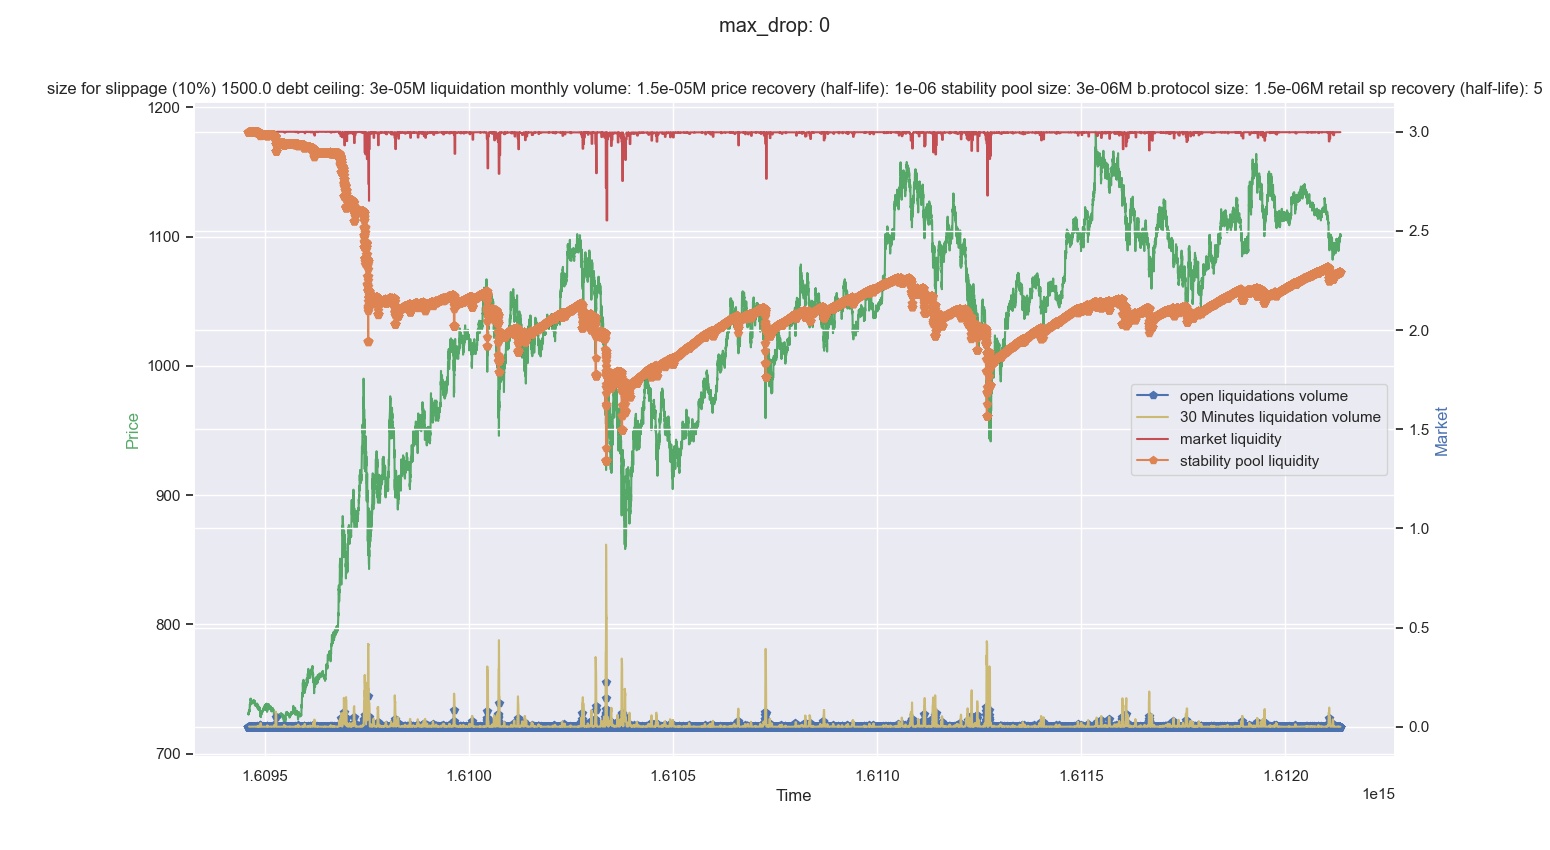 max_drop: 0
size for slippage (10%) 1500.0 debt ceiling: 3e-05M liquidation monthly volume: 1.5e-05M price recovery (half-life): 1e-06 stability pool size: 3e-06M b.protocol size: 1.5e-06M retail sp recovery (half-life): 5
1200
1100
1000
900
800
700
Price
3.0
2.5
2.0
1.5
1.0
0.5
0.0
Market
open liquidations volume
30 Minutes liquidation volume
market liquidity
stability pool liquidity
1.6095 1.6100 1.6105 1.6110 1.6115 1.6120
Time
1e15